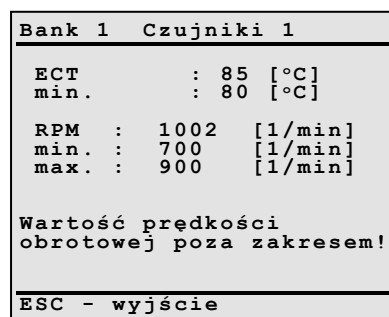 Bank 1 Czujniki 1
ECT : 85 [°C]
min. : 80 [°C]
RPM : 1002 [1/min]
min. : 700 [1/min]
max. : 900 [1/min]
Wartość prędkości
obrotowej poza zakresem!
ESC - wyjście